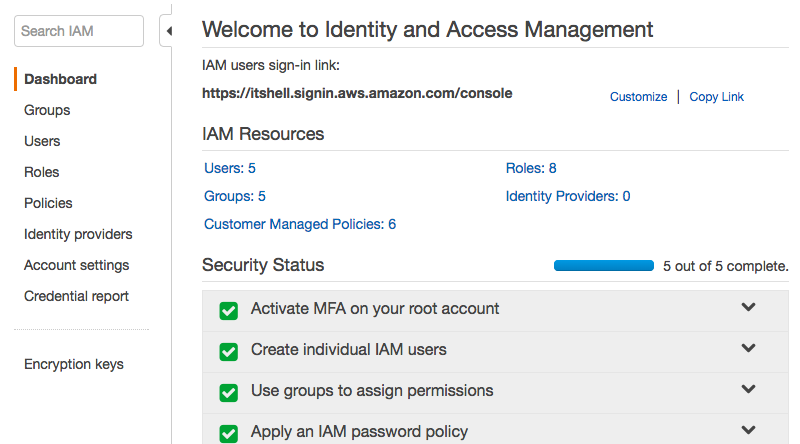 Search IAM
Dashboard
Groups
Users
Roles
Policies
Identity providers
Account settings
Credential report
Encryption keys
Welcome to Identity and Access Management
IAM users sign-in link:
https://itshell.signin.aws.amazon.com/console
Customize | Copy Link
IAM Resources
Users: 5 Roles: 8
Groups: 5 Identity Providers: 0
Customer Managed Policies: 6
Security Status 5 out of 5 complete.
Activate MFA on your root account
Create individual IAM users
Use groups to assign permissions
Apply an IAM password policy